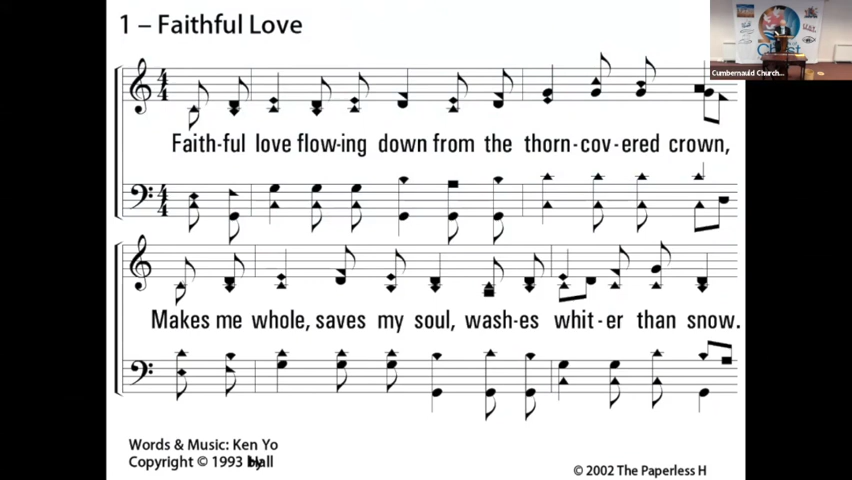 1 – Faithful Love
Cumbernauld Church...
Faith-ful love flow-ing down from the thorn-cov-ered crown,
Makes me whole, saves my soul, wash-es whit-er than snow.
Words & Music: Ken Yo
Copyright © 1993 by
© 2002 The Paperless H